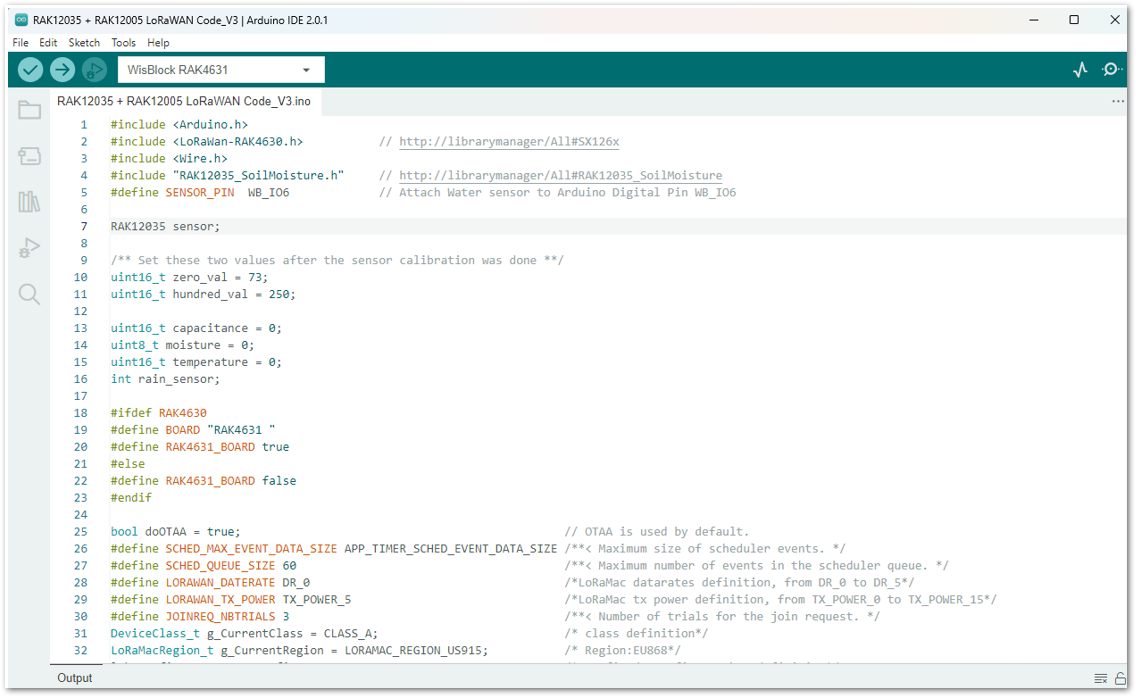 RAK12035 + RAK12005 LoRaWAN Code_V3 | Arduino IDE 2.0.1
File Edit Sketch Tools Help
WisBlock RAK4631
RAK12035 + RAK12005 LoRaWAN Code_V3.ino
1 #include <Arduino.h>
2 #include <LoRaWan-RAK4630.h> // http://librarymanager/All#SX126x
3 #include <Wire.h>
4 #include "RAK12035_SoilMoisture.h" // http://librarymanager/All#RAK12035_SoilMoisture
5 #define SENSOR_PIN WB_IO6 // Attach Water sensor to Arduino Digital Pin WB_IO6
6
7 RAK12035 sensor;
8
9 /** Set these two values after the sensor calibration was done **/
10 uint16_t zero_val = 73;
11 uint16_t hundred_val = 250;
12
13 uint16_t capacitance = 0;
14 uint8_t moisture = 0;
15 uint16_t temperature = 0;
16 int rain_sensor;
17
18 #ifdef RAK4630
19 #define BOARD "RAK4631 "
20 #define RAK4631_BOARD true
21 #else
22 #define RAK4631_BOARD false
23 #endif
24
25 bool doOTAA = true; // OTAA is used by default.
26 #define SCHED_MAX_EVENT_DATA_SIZE APP_TIMER_SCHED_EVENT_DATA_SIZE /**< Maximum size of scheduler events. */
27 #define SCHED_QUEUE_SIZE 60 /**< Maximum number of events in the scheduler queue. */
28 #define LORAWAN_DATERATE DR_0 /*LoRaMac datarates definition, from DR_0 to DR_5*/
29 #define LORAWAN_TX_POWER TX_POWER_5 /*LoRaMac tx power definition, from TX_POWER_0 to TX_POWER_15*/
30 #define JOINREQ_NBTRIALS 3 /**< Number of trials for the join request. */
31 DeviceClass_t g_CurrentClass = CLASS_A; /* class definition*/
32 LoRaMacRegion_t g_CurrentRegion = LORAMAC_REGION_US915; /* Region:EU868*/
Output